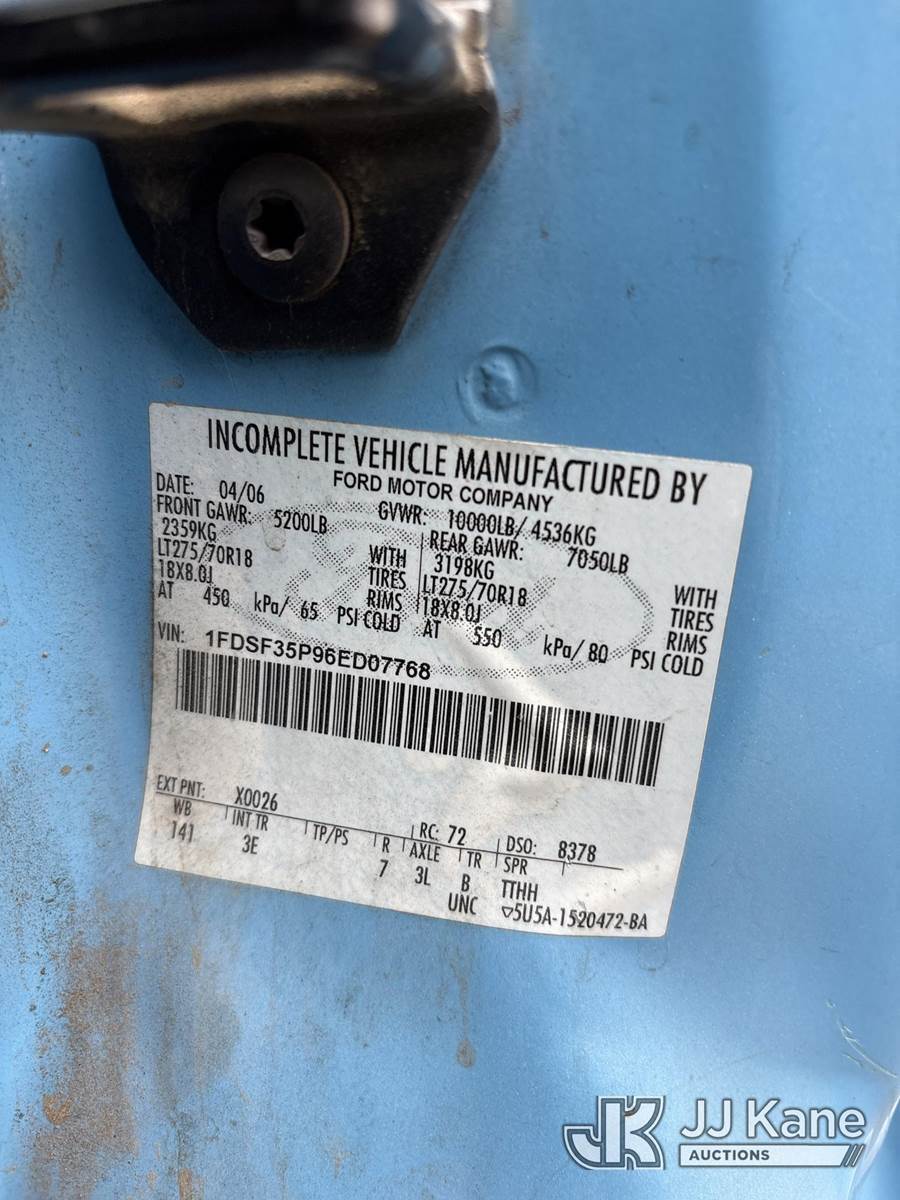 INCOMPLETE VEHICLE MANUFACTURED BY
FORD MOTOR COMPANY
DATE: 04/06 GVWR: 10000LB/ 4536KG
FRONT GAWR: 5200LB REAR GAWR: 7050LB
2359KG WITH 3198KG WITH
LT275/70R18 TIRES LT275/70R18 TIRES
18X8.0J RIMS 18X8.0J RIMS
AT 450 kPa/ 65 PSI COLD AT 550 kPa/ 80 PSI COLD
VIN: 1FDSF35P96ED07768
EXT PNT: X0026 RC: 72 DSO: 8378
WB INT TR TP/PS R AXLE TR SPR
141 3E 7 3L B TTHH
UNC ▽5U5A-1520472-BA
JK JJ Kane
AUCTIONS